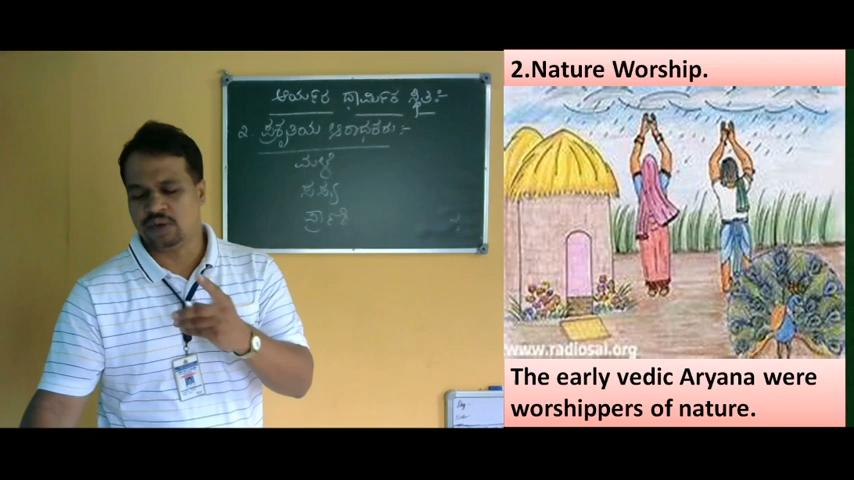 ಆರ್ಯರ ಧಾರ್ಮಿಕ ಸ್ಥಿತಿ:-
೨. ಪ್ರಕೃತಿಯ ಆರಾಧಕರು:-
ಮಳೆ
ಸಸ್ಯ
ಪ್ರಾಣಿ
2.Nature Worship.
www.radiosai.org
The early vedic Aryana were
worshippers of nature.